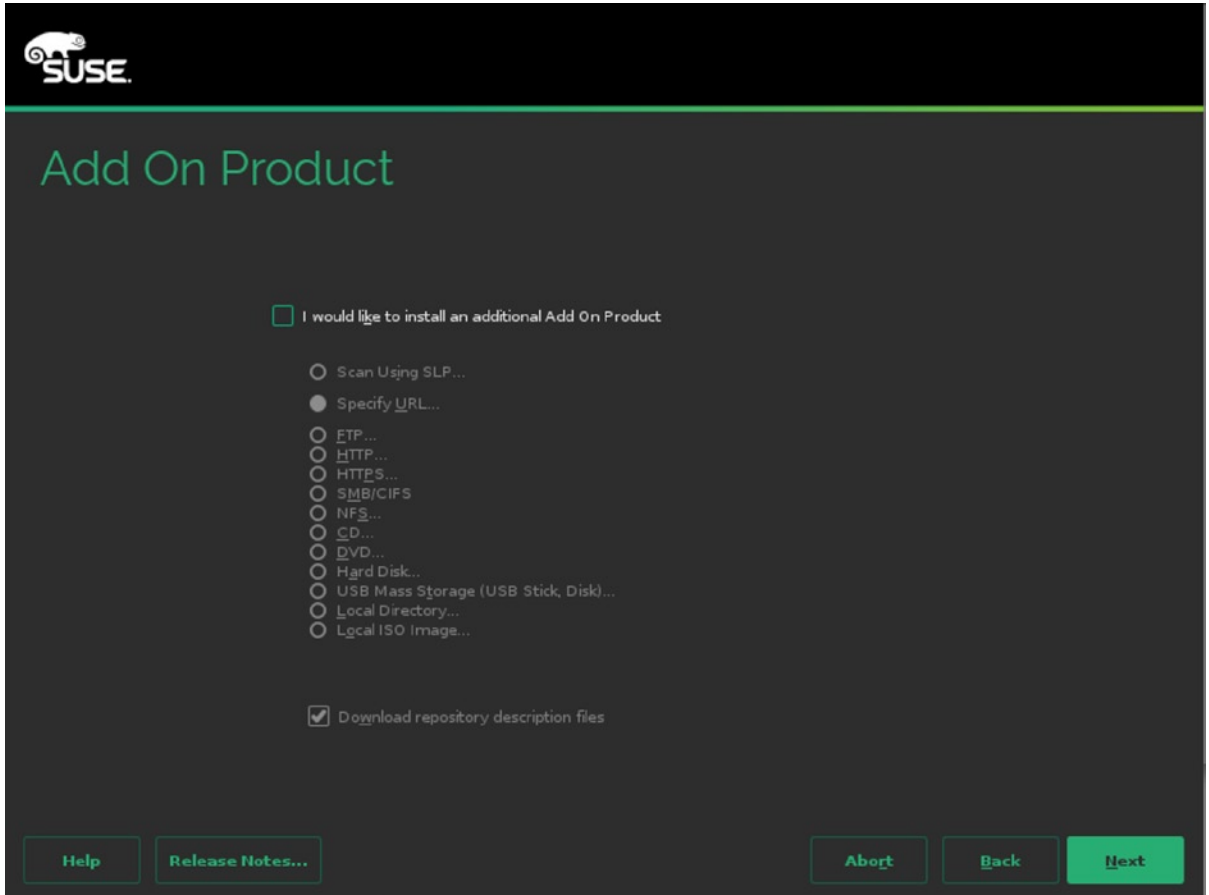 SUSE.
Add On Product
I would like to install an additional Add On Product
Scan Using SLP...
Specify URL...
FTP...
HTTP...
HTTPS...
SMB/CIFS
NFS...
CD...
DVD...
Hard Disk...
USB Mass Storage (USB Stick, Disk)...
Local Directory...
Local ISO Image...
Download repository description files
Help Release Notes... Abort Back Next